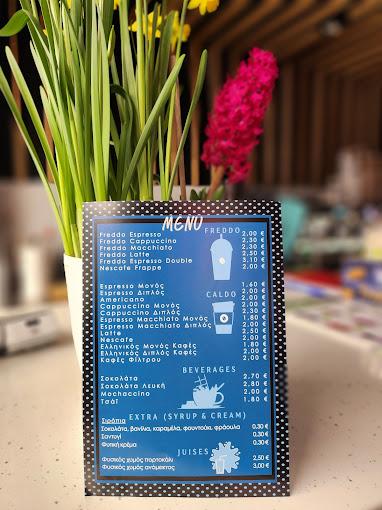 MENU
FREDDO
Freddo Espresso 2,00 €
Freddo Cappuccino 2,30 €
Freddo Macchiato 2,30 €
Freddo Latte 2,50 €
Freddo Espresso Double 3,10 €
Nescafe Frappe 2,00 €
CALDO
Espresso Μονός 1,60 €
Espresso Διπλός 2,00 €
Americano 2,00 €
Cappuccino Μονός 2,00 €
Cappuccino Διπλός 2,30 €
Espresso Macchiato Μονός 1,80 €
Espresso Macchiato Διπλός 2,00 €
Latte 2,50 €
Nescafe 2,00 €
Ελληνικός Μονός Καφές 1,80 €
Ελληνικός Διπλός Καφές 2,00 €
Καφές Φίλτρου 2,00 €
BEVERAGES
Σοκολάτα 2.70 €
Σοκολάτα Λευκή 2.80 €
Mochaccino 2.00 €
Τσάϊ 1.80 €
EXTRA (SYRUP & CREAM)
Σιρόπια
Σοκολάτα, βανίλια, καραμέλα, φουντούκι, φράουλα 0.30 €
Σαντιγί 0.30 €
Φυτική κρέμα 0.30 €
JUISES
Φυσικός χυμός πορτοκάλι 2,50 €
Φυσικός χυμός ανάμεικτος 3,00 €